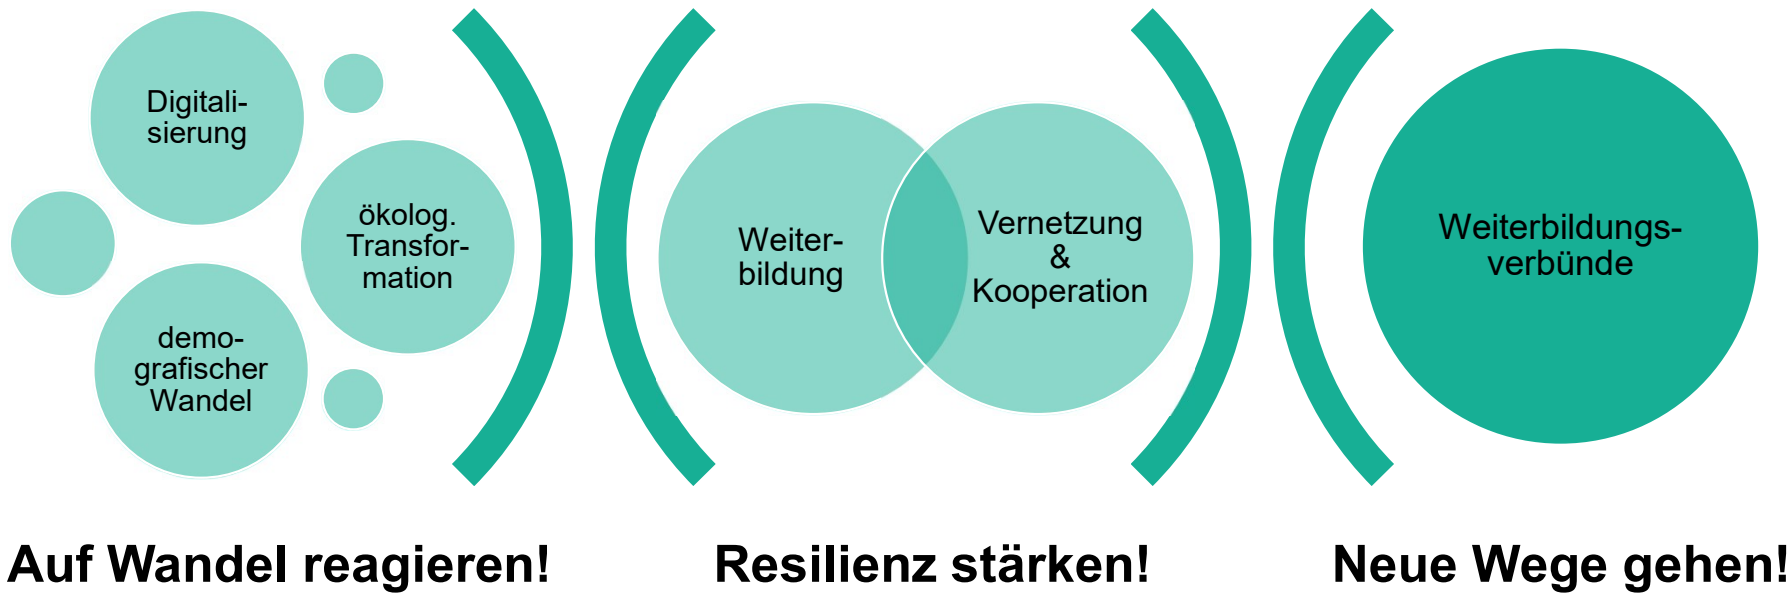 Digitali-
sierung
ökolog.
Transfor-
mation
demo-
grafischer
Wandel
Auf Wandel reagieren!
Weiter-
bildung
Vernetzung
&
Kooperation
Resilienz stärken!
Weiterbildungs-
verbünde
Neue Wege gehen!